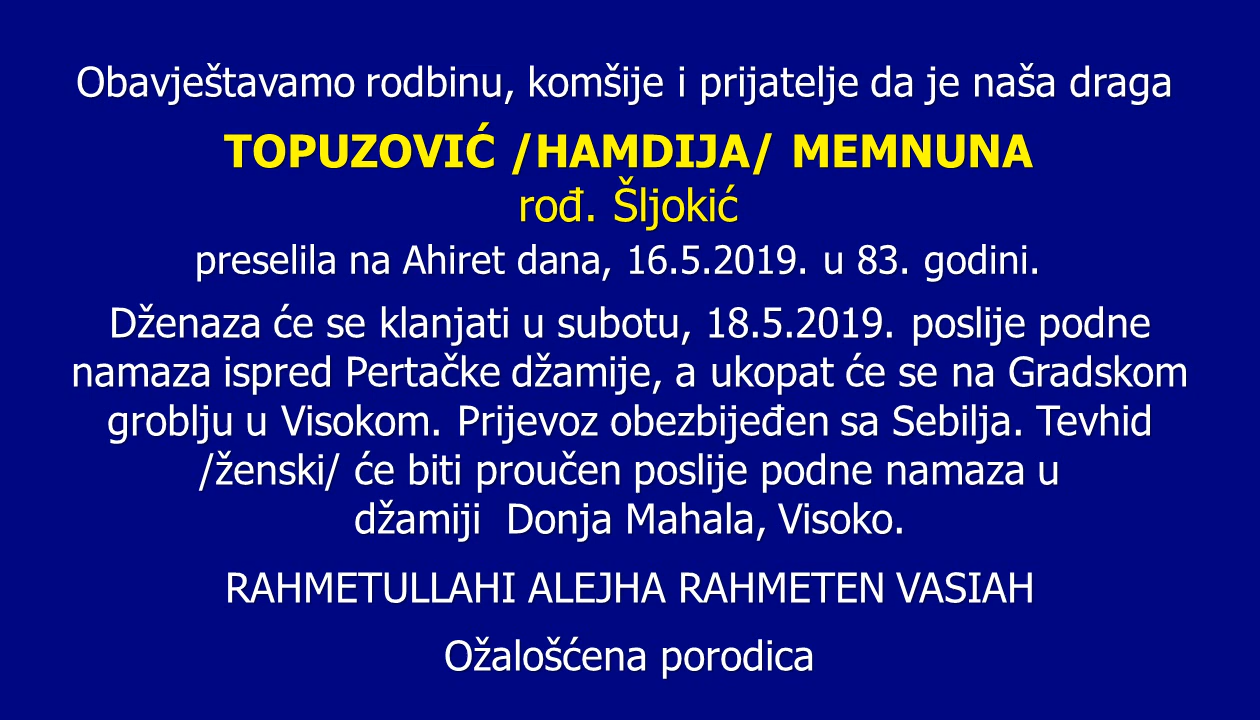 Obavještavamo rodbinu, komšije i prijatelje da je naša draga
TOPUZOVIĆ /HAMDIJA/ MEMNUNA
rođ. Šljokić
preselila na Ahiret dana, 16.5.2019. u 83. godini.
Dženaza će se klanjati u subotu, 18.5.2019. poslije podne
namaza ispred Pertačke džamije, a ukopat će se na Gradskom
groblju u Visokom. Prijevoz obezbijeđen sa Sebilja. Tevhid
/ženski/ će biti proučen poslije podne namaza u
džamiji  Donja Mahala, Visoko.
RAHMETULLAHI ALEJHA RAHMETEN VASIAH
Ožalošćena porodica